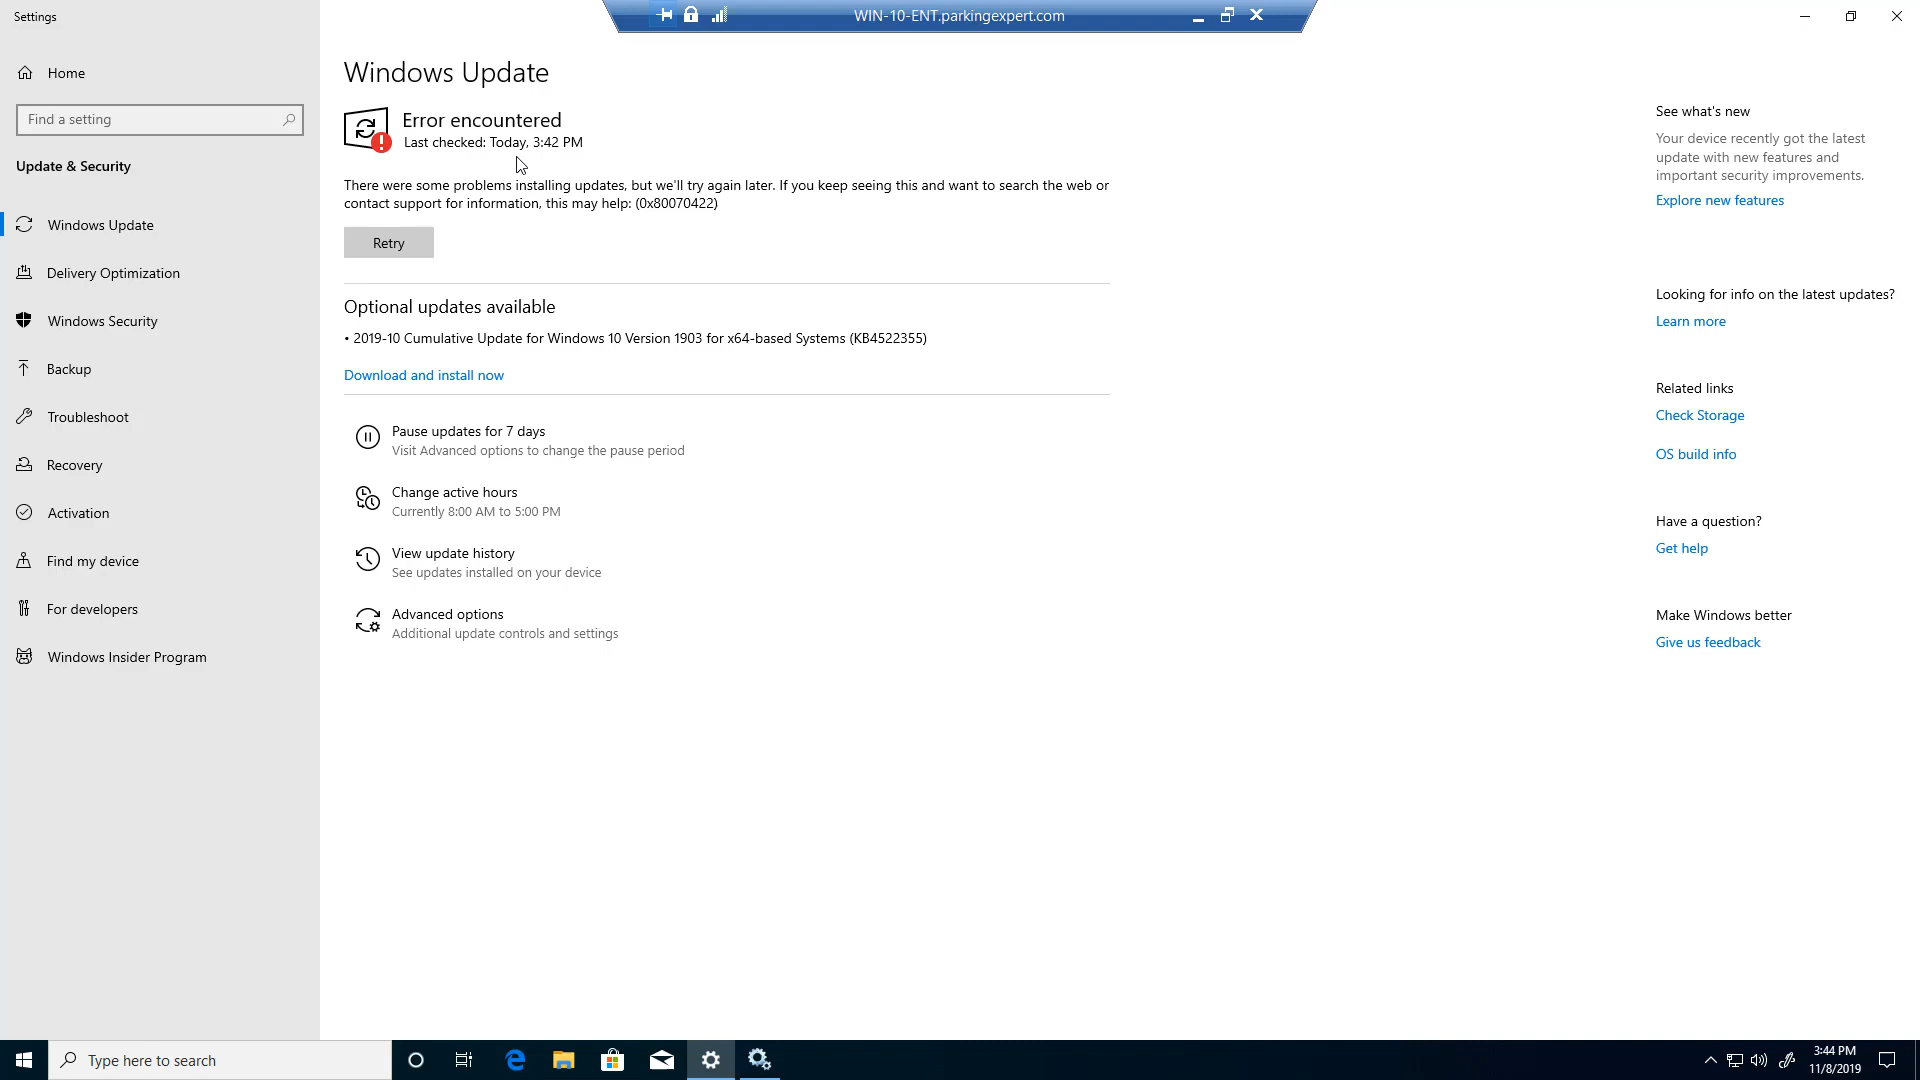 Settings
WIN-10-ENT.parkingexpert.com
Home
Find a setting
Update & Security
Windows Update
Delivery Optimization
Windows Security
Backup
Troubleshoot
Recovery
Activation
Find my device
For developers
Windows Insider Program
Windows Update
Error encountered
Last checked: Today, 3:42 PM
There were some problems installing updates, but we'll try again later. If you keep seeing this and want to search the web or
contact support for information, this may help: (0x80070422)
Retry
Optional updates available
• 2019-10 Cumulative Update for Windows 10 Version 1903 for x64-based Systems (KB4522355)
Download and install now
Pause updates for 7 days
Visit Advanced options to change the pause period
Change active hours
Currently 8:00 AM to 5:00 PM
View update history
See updates installed on your device
Advanced options
Additional update controls and settings
See what's new
Your device recently got the latest
update with new features and
important security improvements.
Explore new features
Looking for info on the latest updates?
Learn more
Related links
Check Storage
OS build info
Have a question?
Get help
Make Windows better
Give us feedback
Type here to search
3:44 PM
11/8/2019